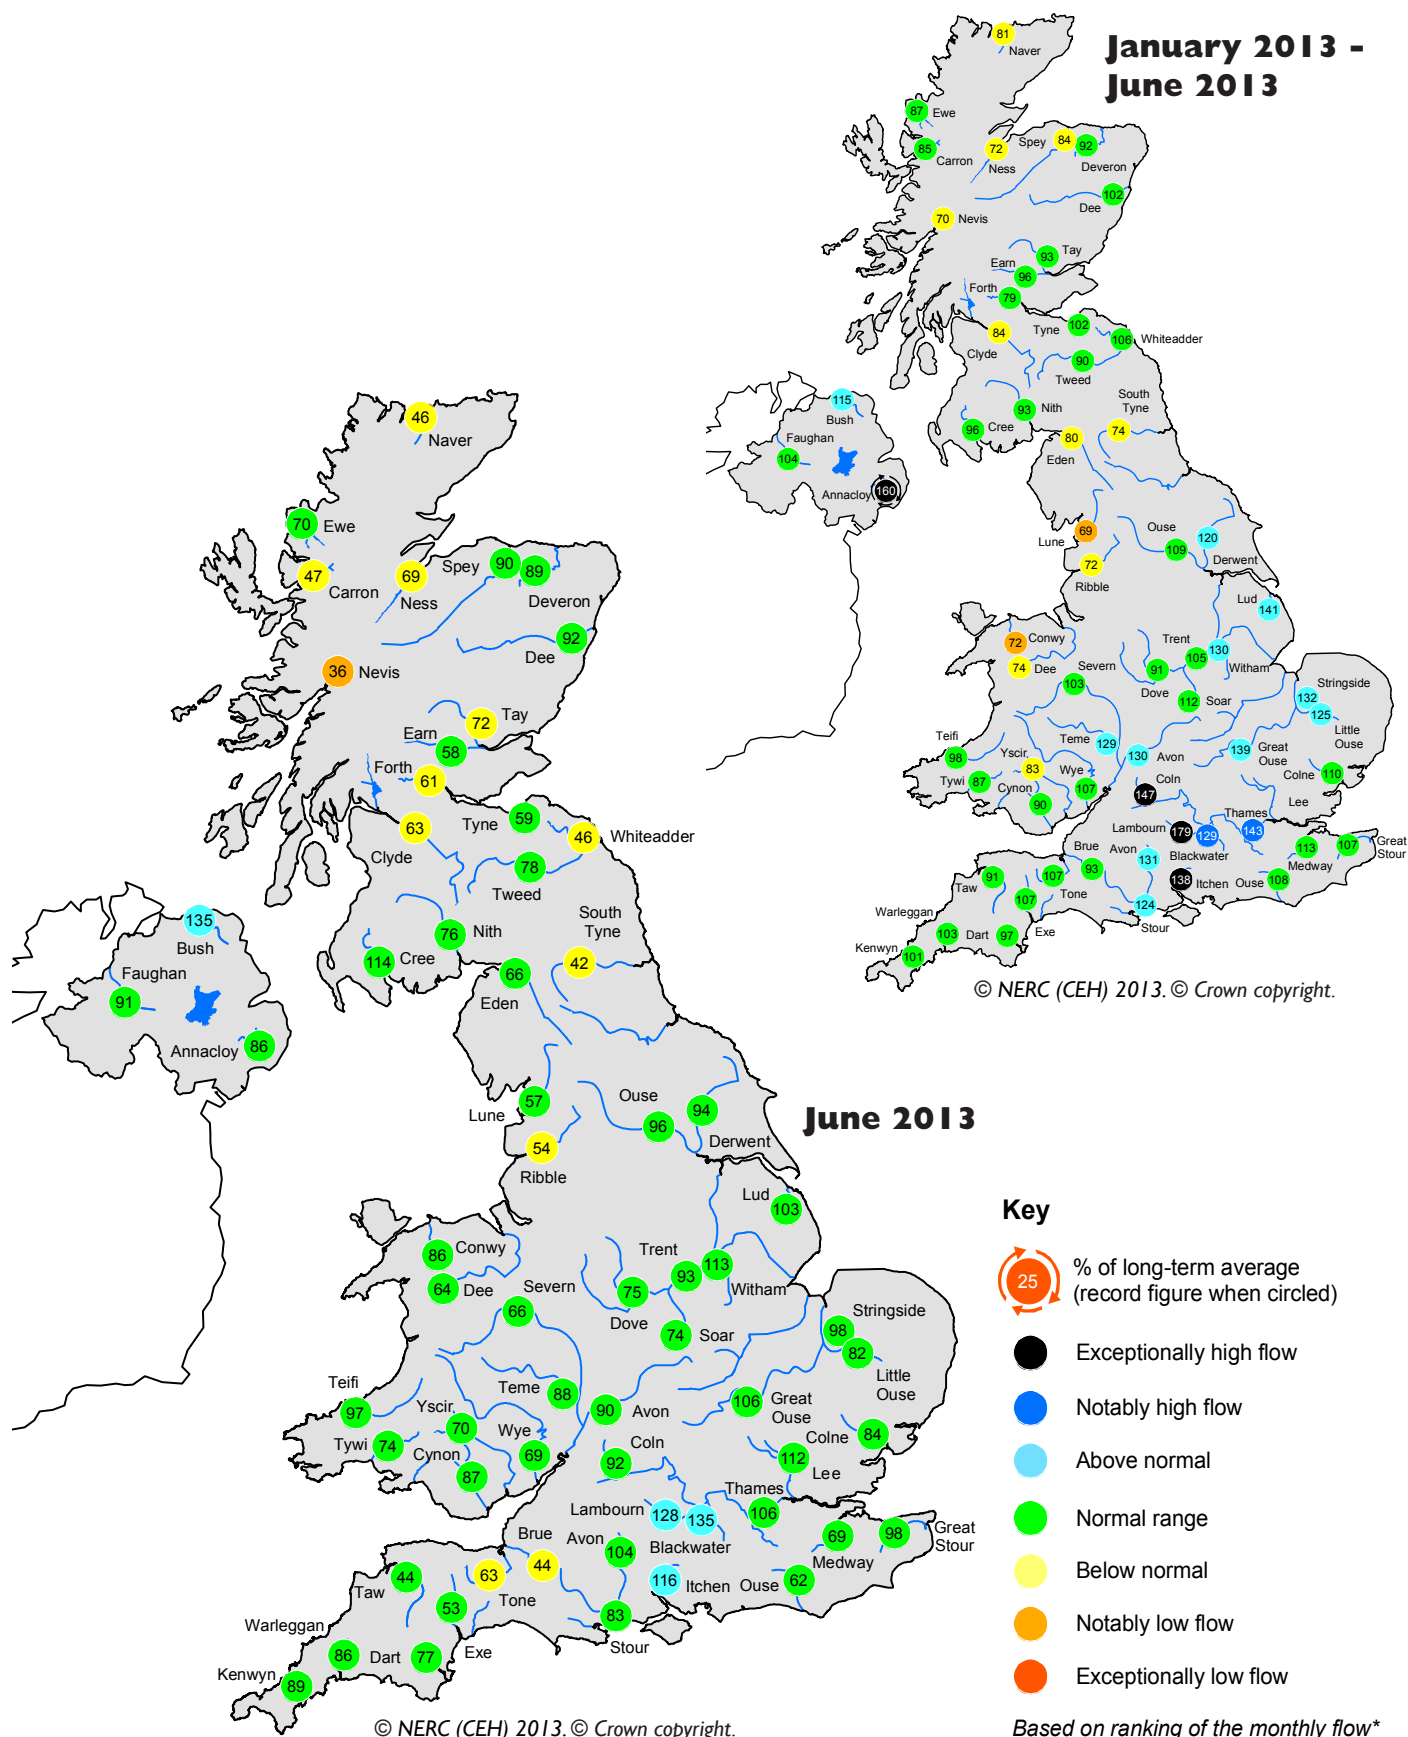 January 2013 -
June 2013
81
Naver
87
Ewe
85
Carron
72
Ness
Spey
84
92
Deveron
102
Dee
70
Nevis
93
Tay
Earn
96
Forth
79
84
Clyde
Tyne
102
106
Whiteadder
90
Tweed
93
Nith
96
Cree
South
Tyne
74
80
Eden
115
Bush
Faughan
104
Annacloy
160
69
Lune
72
Ribble
Ouse
109
120
Derwent
Lud
141
72
Conwy
74
Dee
Severn
103
Trent
105
130
Witham
91
Dove
112
Soar
Stringside
132
125
Little
Ouse
Teifi
98
Tywi
87
Yscir
83
Cynon
90
Teme
129
Wye
107
130
Avon
139
Great
Ouse
Colne
110
Coln
147
Lee
Thames
143
Lambourn
179
129
Blackwater
113
Medway
107
Great
Stour
Brue
93
Avon
131
138
Itchen
Ouse
108
124
Stour
Taw
91
107
Exe
107
Tone
Warleggan
103
Dart
97
Kenwyn
101
© NERC (CEH) 2013. © Crown copyright.
46
Naver
70
Ewe
47
Carron
69
Ness
Spey
90
89
Deveron
92
Dee
36
Nevis
72
Tay
Earn
58
Forth
61
63
Clyde
Tyne
59
46
Whiteadder
78
Tweed
76
Nith
114
Cree
South
Tyne
42
66
Eden
135
Bush
Faughan
91
Annacloy
86
57
Lune
54
Ribble
Ouse
96
94
Derwent
June 2013
Lud
103
86
Conwy
64
Dee
Severn
66
Trent
93
113
Witham
75
Dove
74
Soar
Stringside
98
82
Little
Ouse
Teifi
97
Tywi
74
Yscir
70
Cynon
87
Teme
88
Wye
69
90
Avon
106
Great
Ouse
Colne
84
Coln
92
112
Lee
Thames
106
Lambourn
128
135
Blackwater
69
Medway
98
Great
Stour
Brue
44
Avon
104
116
Itchen
Ouse
62
83
Stour
Taw
44
53
Exe
63
Tone
Warleggan
86
Dart
77
Kenwyn
89
© NERC (CEH) 2013. © Crown copyright.
Key
25
% of long-term average
(record figure when circled)
Exceptionally high flow
Notably high flow
Above normal
Normal range
Below normal
Notably low flow
Exceptionally low flow
Based on ranking of the monthly flow*